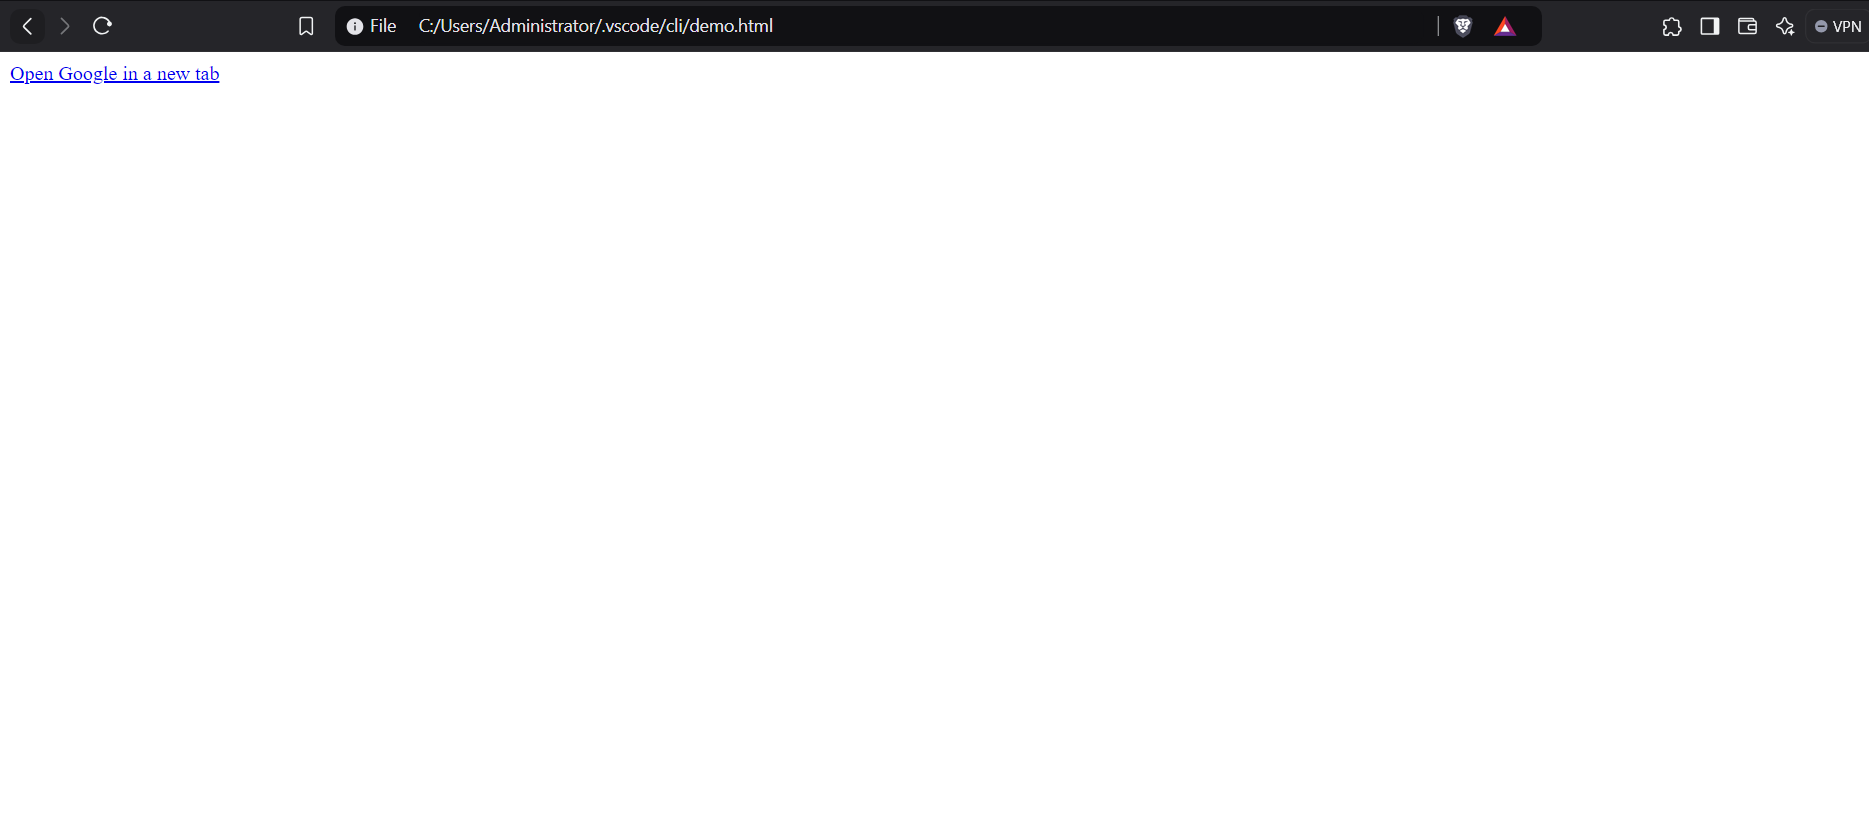 File C:/Users/Administrator/.vscode/cli/demo.html
VPN
Open Google in a new tab